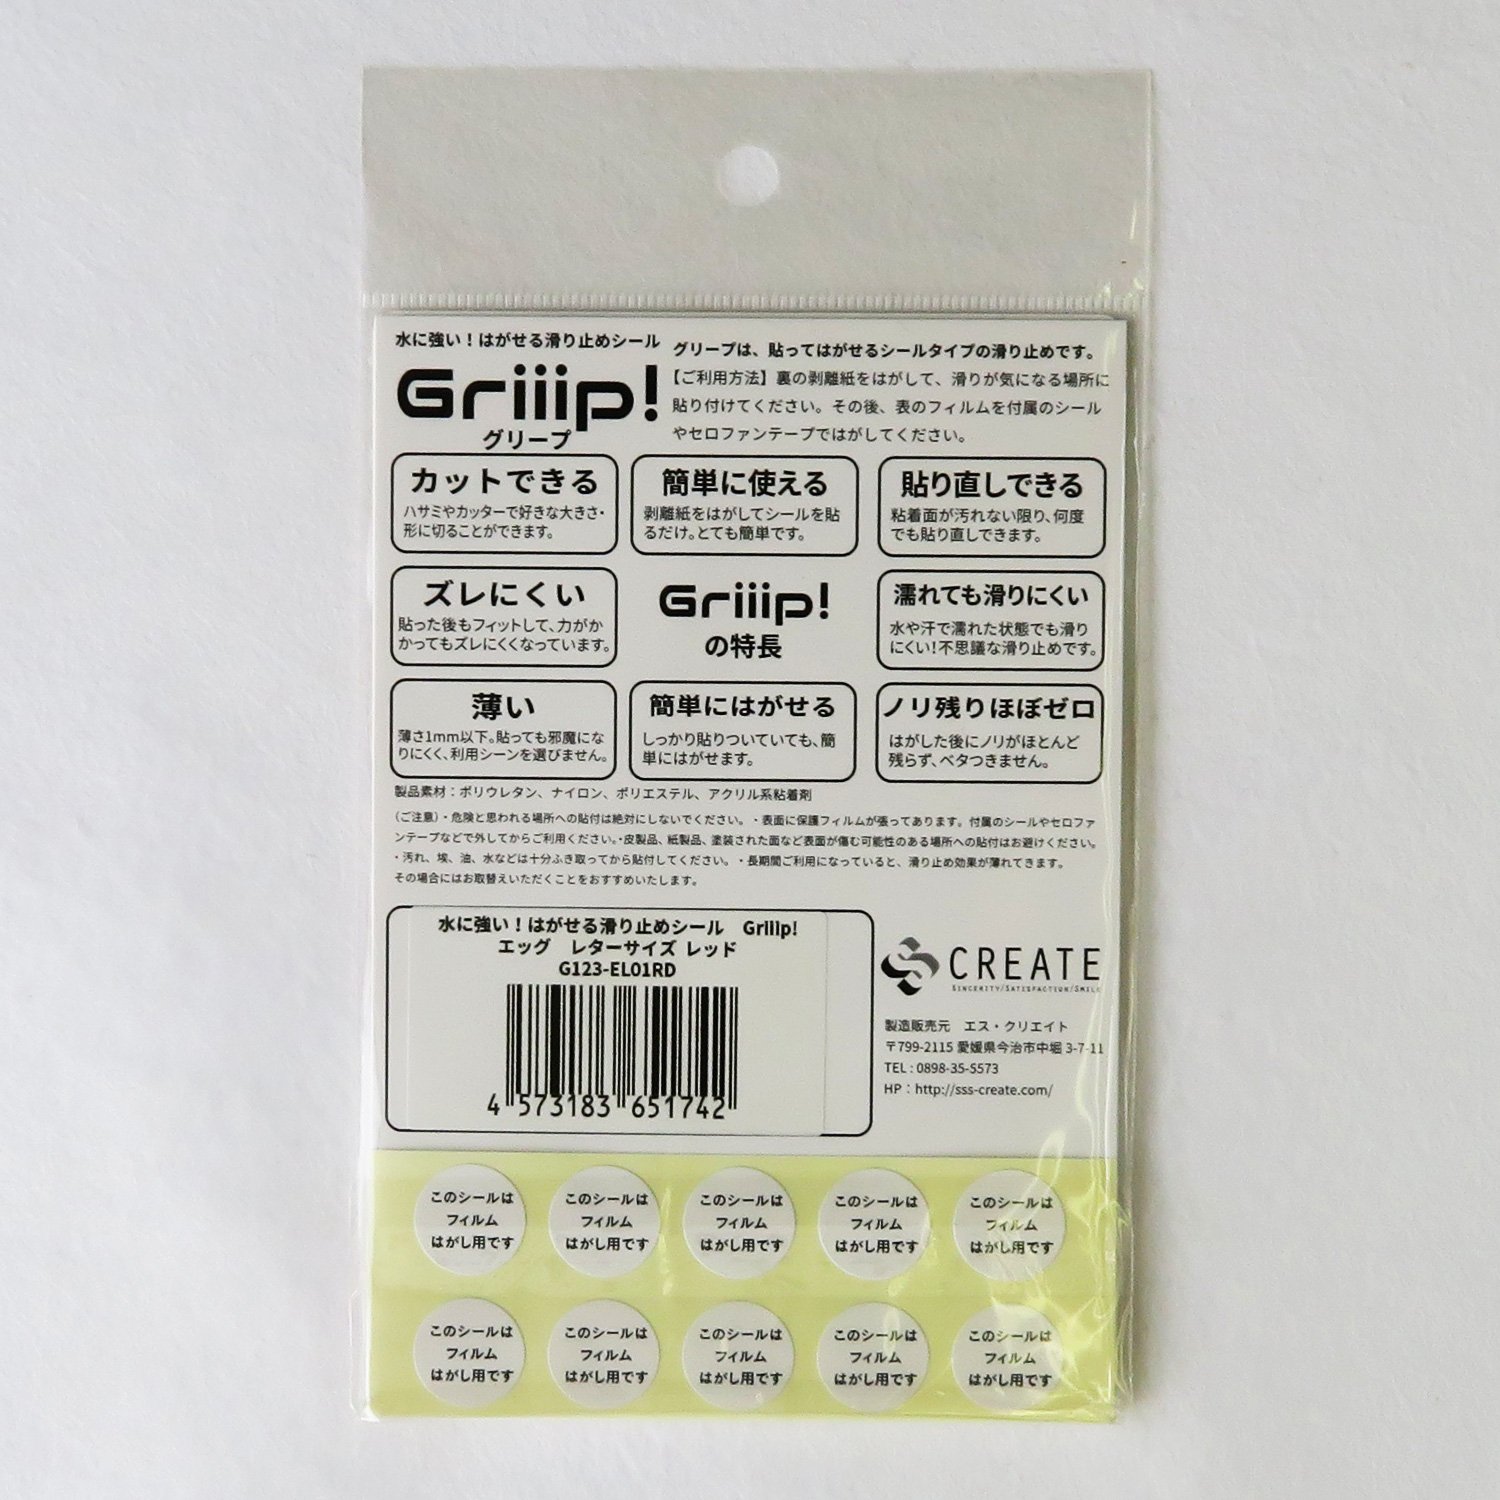 水に強い！はがせる滑り止めシール
Griiip!
グリープ
グリープは、貼ってはがせるシールタイプの滑り止めです。
【ご利用方法】裏の剥離紙をはがして、滑りが気になる場所に
貼り付けてください。その後、表のフィルムを付属のシール
やセロファンテープではがしてください。
カットできる
ハサミやカッターで好きな大きさ・
形に切ることができます。
簡単に使える
剥離紙をはがしてシールを貼
るだけ。とても簡単です。
貼り直しできる
粘着面が汚れない限り、何度
でも貼り直しできます。
ズレにくい
貼った後もフィットして、力がか
かってもズレにくくなっています。
Griiip!
の特長
濡れても滑りにくい
水や汗で濡れた状態でも滑り
にくい！不思議な滑り止めです。
薄い
薄さ1mm以下。貼っても邪魔にな
りにくく、利用シーンを選びません。
簡単にはがせる
しっかり貼りついていても、簡
単にはがせます。
ノリ残りほぼゼロ
はがした後にノリがほとんど
残らず、ベタつきません。
製品素材：ポリウレタン、ナイロン、ポリエステル、アクリル系粘着剤
（ご注意）・危険と思われる場所への貼付は絶対にしないでください。・表面に保護フィルムが張ってあります。付属のシールやセロファ
ンテープなどで外してからご利用ください。・皮製品、紙製品、塗装された面など表面が傷む可能性のある場所への貼付はお避けください。
・汚れ、埃、油、水などは十分ふき取ってから貼付してください。・長期間ご利用になっていると、滑り止め効果が薄れてきます。
その場合にはお取替えいただくことをおすすめいたします。
水に強い！はがせる滑り止めシール　Griiip!
エッグ　レターサイズ レッド
G123-EL01RD
4 573183 651742
CREATE
SINCERITY/SATISFACTION/SMILE
製造販売元　エス・クリエイト
〒799-2115 愛媛県今治市中堀 3-7-11
TEL : 0898-35-5573
HP：http://sss-create.com/
このシールは
フィルム
はがし用です
このシールは
フィルム
はがし用です
このシールは
フィルム
はがし用です
このシールは
フィルム
はがし用です
このシールは
フィルム
はがし用です
このシールは
フィルム
はがし用です
このシールは
フィルム
はがし用です
このシールは
フィルム
はがし用です
このシールは
フィルム
はがし用です
このシールは
フィルム
はがし用です